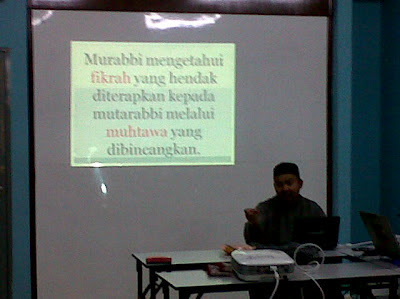 Murabbi mengetahui
fikrah yang hendak
diterapkan kepada
mutarabbi melalui
muhtawa yang
dibincangkan.